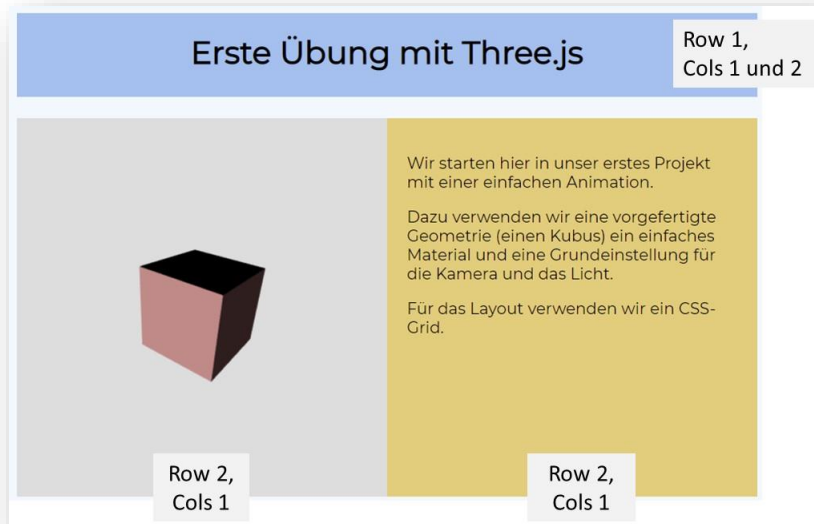 Erste Übung mit Three.js
Row 1,
Cols 1 und 2
Wir starten hier in unser erstes Projekt
mit einer einfachen Animation.
Dazu verwenden wir eine vorgefertigte
Geometrie (einen Kubus) ein einfaches
Material und eine Grundeinstellung für
die Kamera und das Licht.
Für das Layout verwenden wir ein CSS-
Grid.
Row 2,
Cols 1
Row 2,
Cols 1